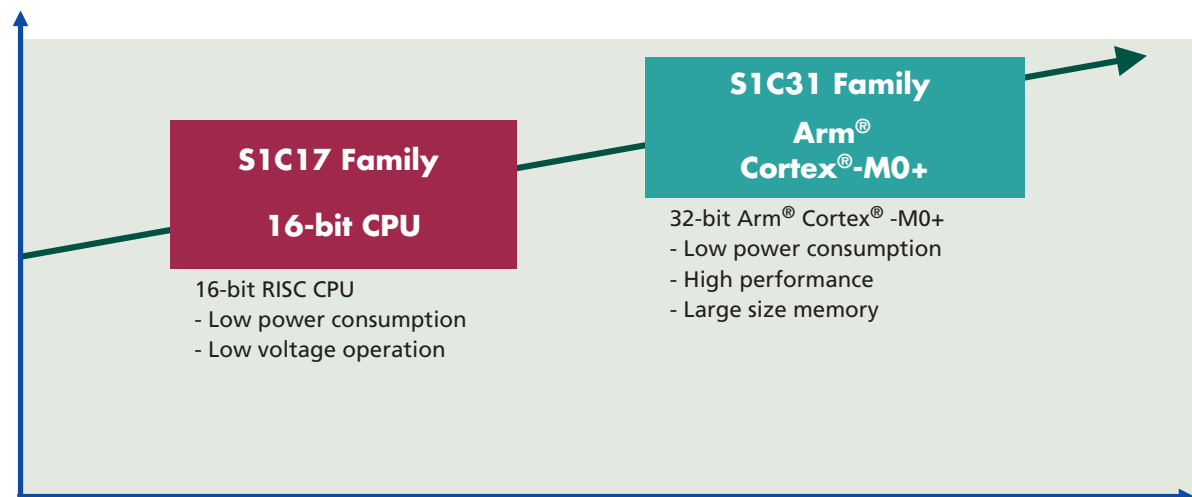 S1C17 Family
16-bit CPU
16-bit RISC CPU
- Low power consumption
- Low voltage operation
S1C31 Family
Arm®
Cortex®-M0+
32-bit Arm® Cortex® -M0+
- Low power consumption
- High performance
- Large size memory